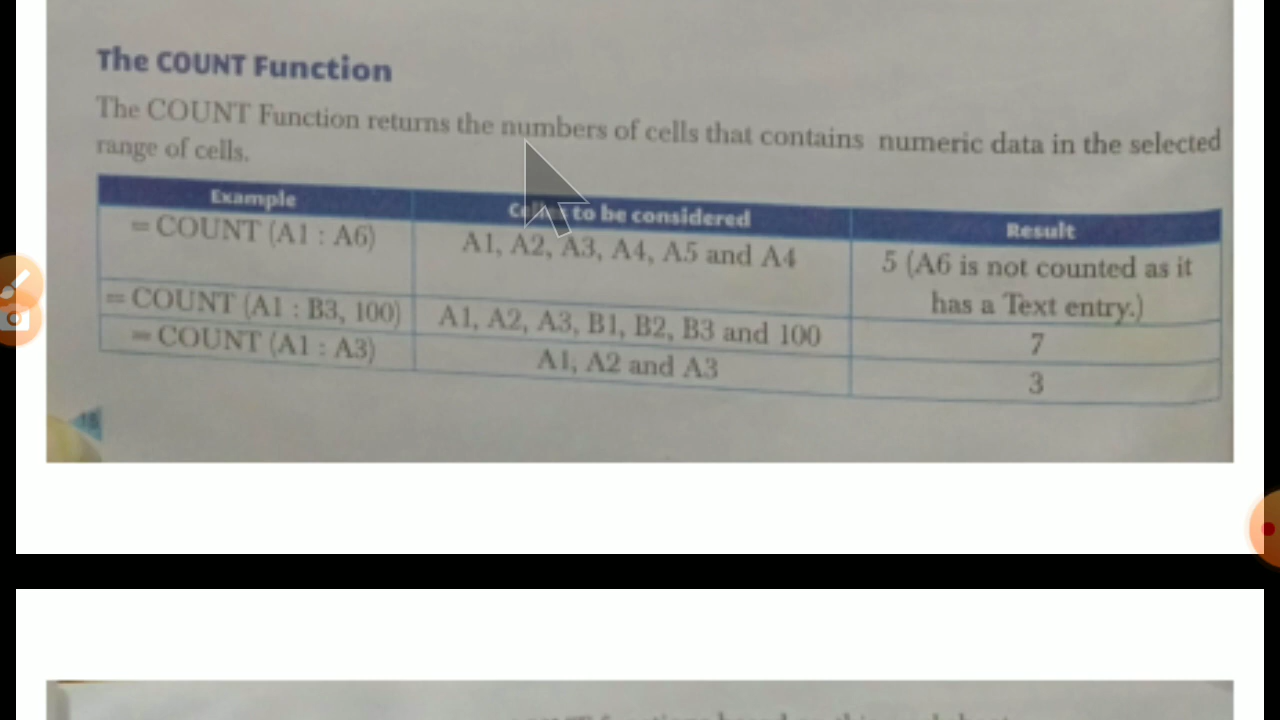 The COUNT Function
The COUNT Function returns the numbers of cells that contains numeric data in the selected
range of cells.
Example Cells to be considered Result
= COUNT (A1 : A6) A1, A2, A3, A4, A5 and A4 5 (A6 is not counted as it
has a Text entry.)
= COUNT (A1 : B3, 100) A1, A2, A3, B1, B2, B3 and 100 7
= COUNT (A1 : A3) A1, A2 and A3 3
18